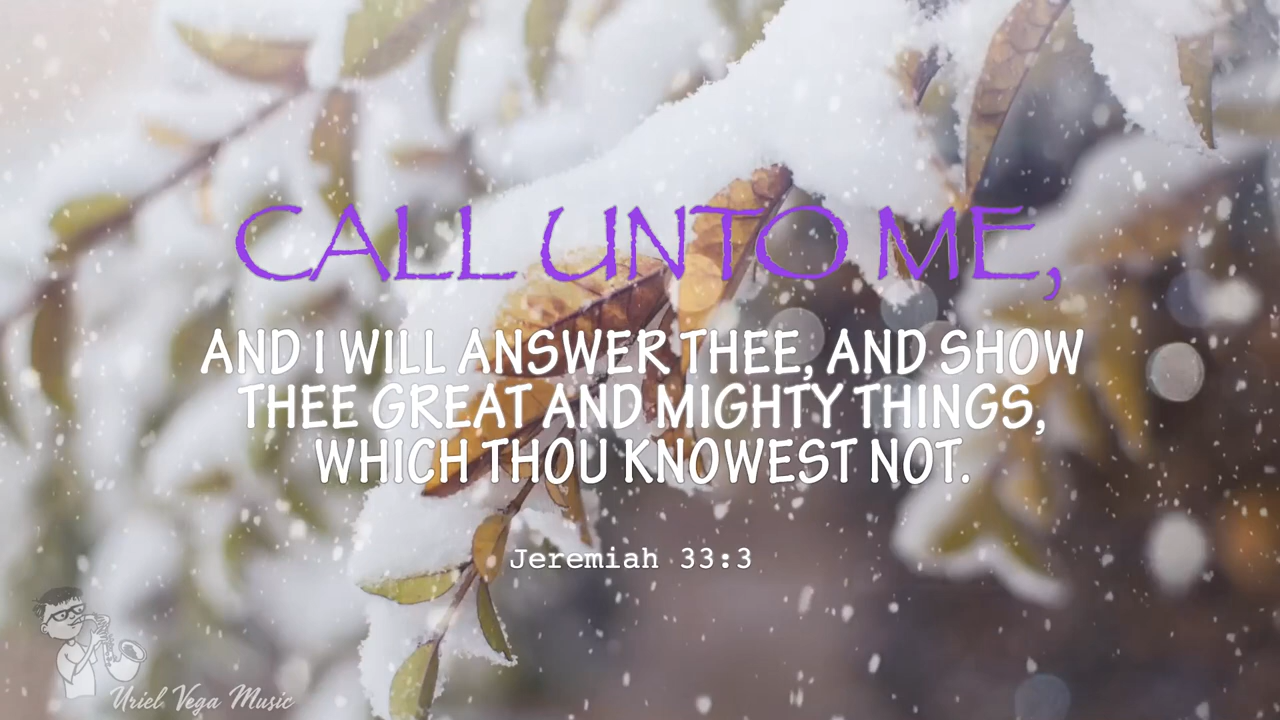 CALL UNTO ME,
AND I WILL ANSWER THEE, AND SHOW
THEE GREAT AND MIGHTY THINGS,
WHICH THOU KNOWEST NOT.
Jeremiah 33:3
Uriel Vega Music